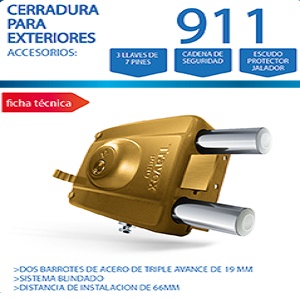 CERRADURA
PARA
EXTERIORES
ACCESORIOS:
911
3 LLAVES DE
7 PINES
CADENA DE
SEGURIDAD
ESCUDO
PROTECTOR
JALADOR
ficha técnica
Travex
>DOS BARROTES DE ACERO DE TRIPLE AVANCE DE 19 MM
>SISTEMA BLINDADO
>DISTANCIA DE INSTALACION DE 66MM